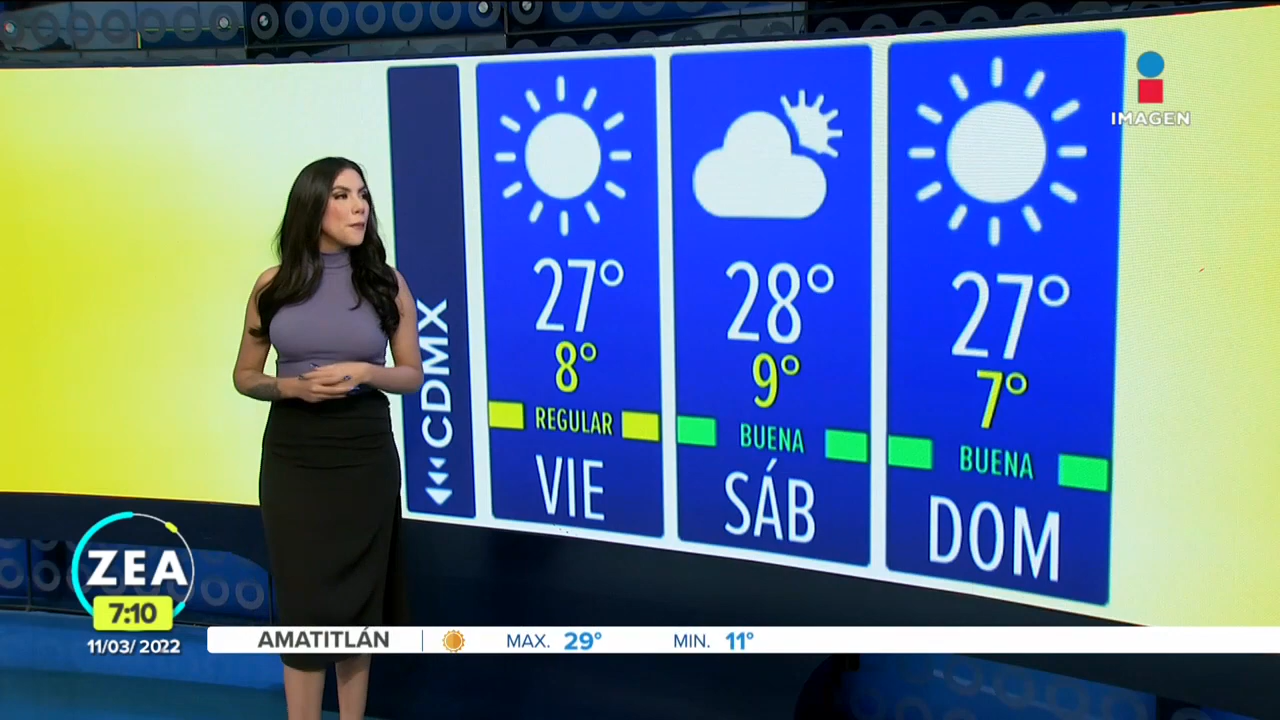 IMAGEN
CDMX
27°
8°
REGULAR
VIE
28°
9°
BUENA
SÁB
27°
7°
BUENA
DOM
ZEA
7:10
11/03/ 2022
AMATITLÁN MAX. 29° MIN. 11°